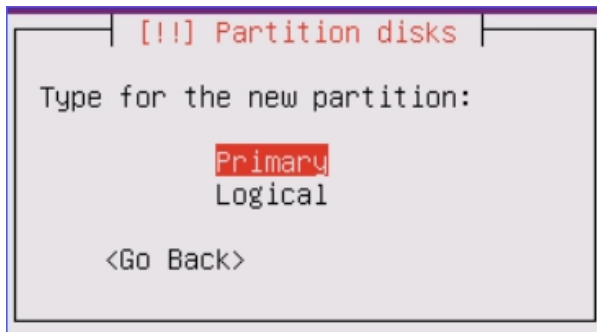 [!!] Partition disks
Type for the new partition:
Primary
Logical
<Go Back>